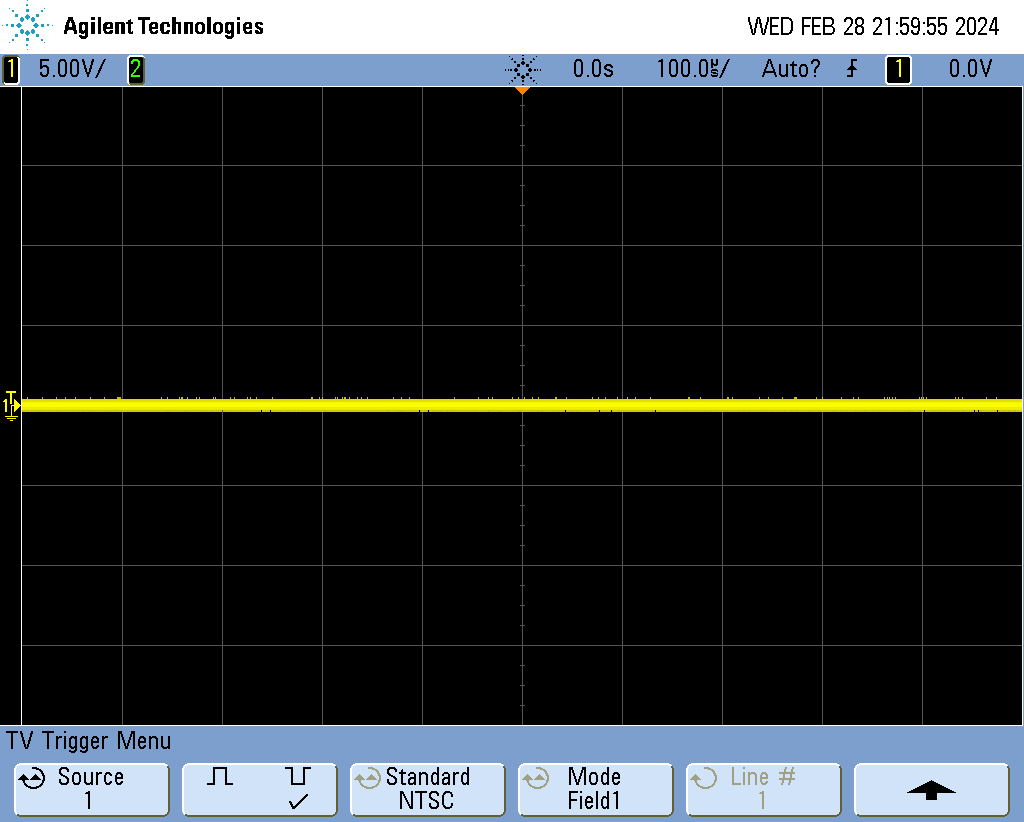 Agilent Technologies
WED FEB 28 21:59:55 2024
1 5.00V/ 2 0.0s 100.0µs/ Auto? 1 0.0V
T
1
TV Trigger Menu
Source
1
Standard
NTSC
Mode
Field1
Line #
1